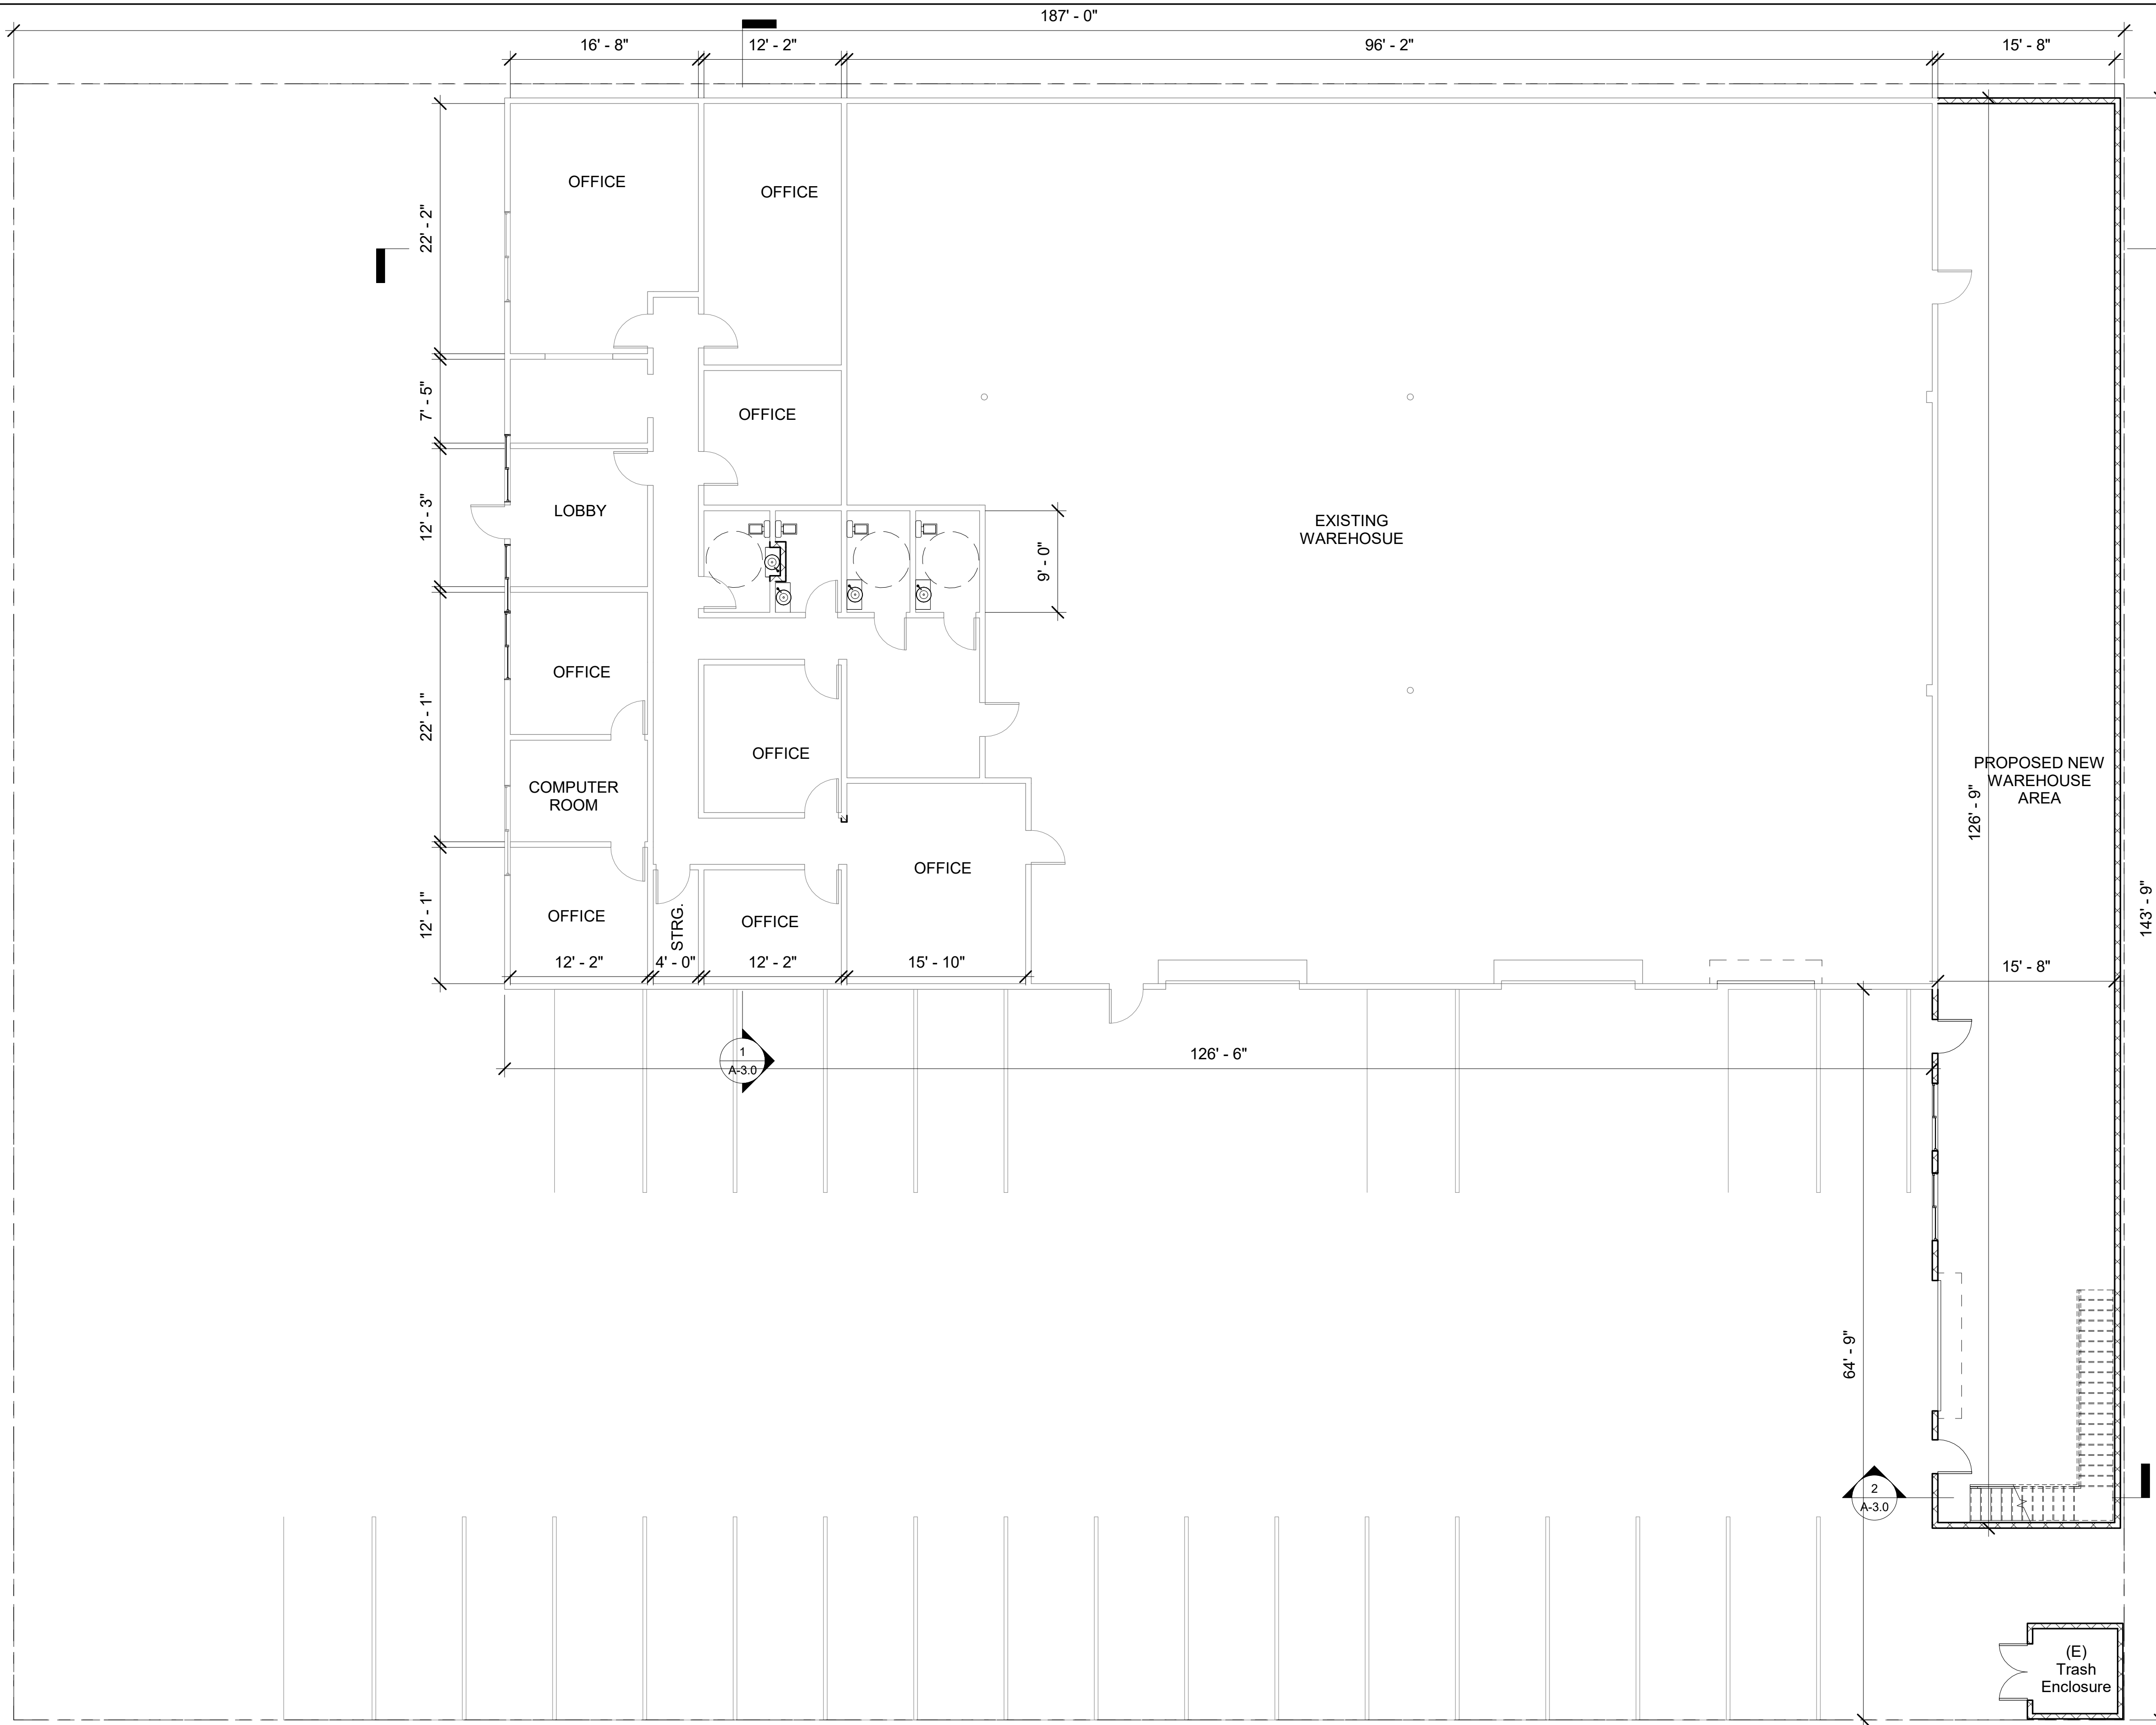 187' - 0"
16' - 8"
12' - 2"
96' - 2"
15' - 8"
OFFICE
OFFICE
22' - 2"
7' - 5"
OFFICE
12' - 3"
LOBBY
EXISTING
WAREHOSUE
9' - 0"
OFFICE
22' - 1"
OFFICE
COMPUTER
ROOM
PROPOSED NEW
WAREHOUSE
AREA
126' - 9"
OFFICE
143' - 9"
12' - 1"
OFFICE
STRG.
OFFICE
12' - 2"
4' - 0"
12' - 2"
15' - 10"
15' - 8"
1
A-3.0
126' - 6"
64' - 9"
2
A-3.0
(E)
Trash
Enclosure